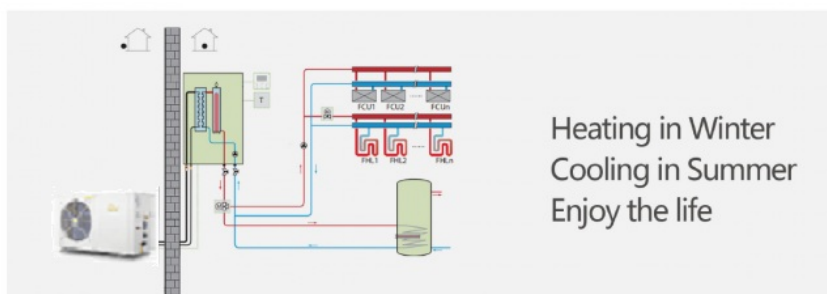 T
FCU1 FCU2 FCUn
FHL1 FHL2 FHLn
Heating in Winter
Cooling in Summer
Enjoy the life